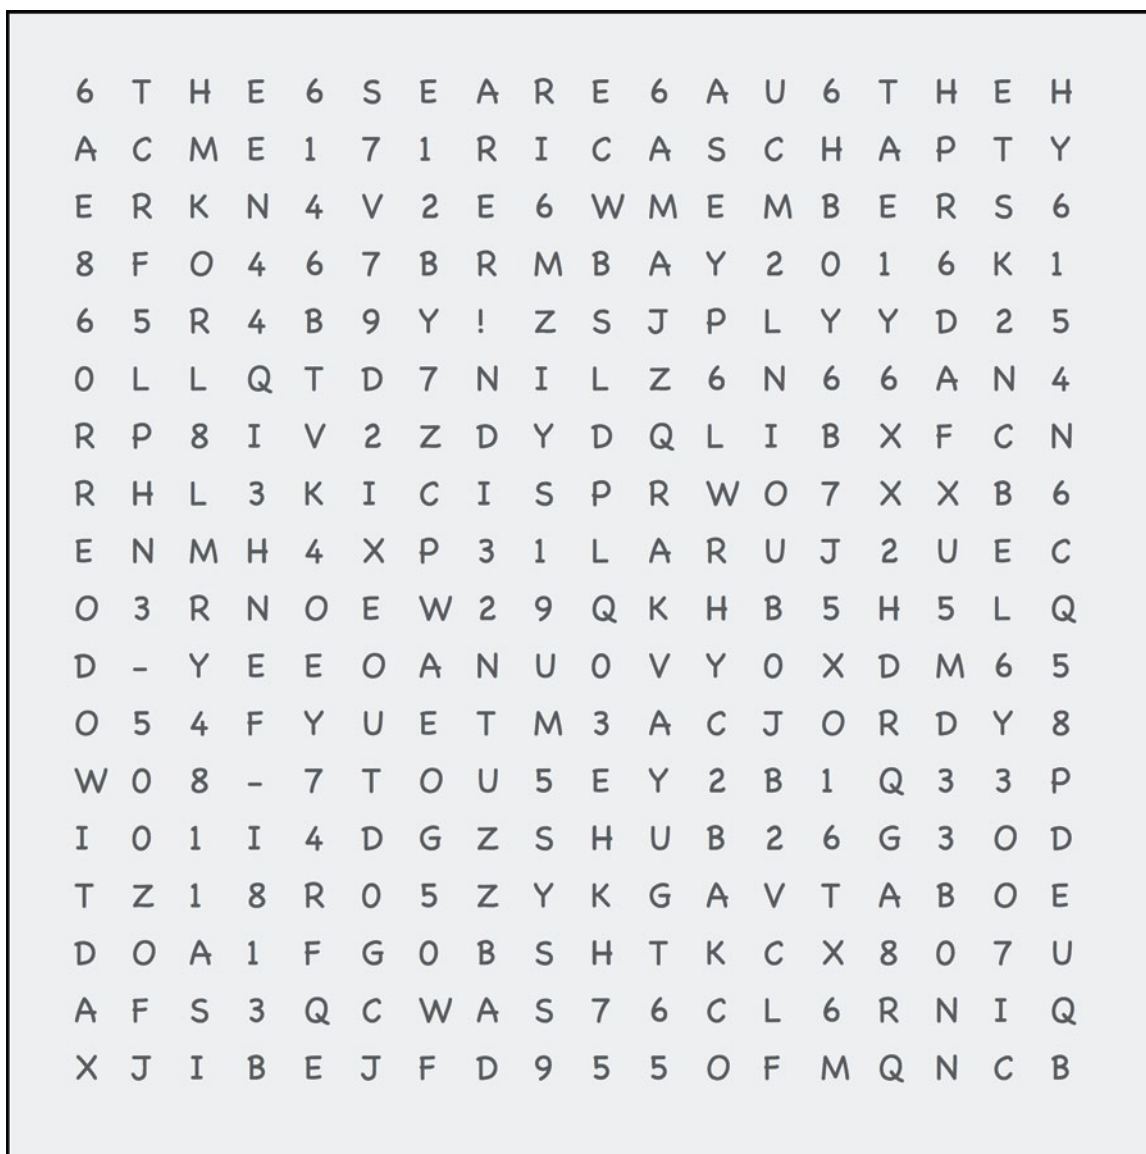 6 T H E 6 S E A R E 6 A U 6 T H E H
A C M E 1 7 1 R I C A S C H A P T Y
E R K N 4 V 2 E 6 W M E M B E R S 6
8 F O 4 6 7 B R M B A Y 2 0 1 6 K 1
6 5 R 4 B 9 Y ! Z S J P L Y Y D 2 5
0 L L Q T D 7 N I L Z 6 N 6 6 A N 4
R P 8 I V 2 Z D Y D Q L I B X F C N
R H L 3 K I C I S P R W O 7 X X B 6
E N M H 4 X P 3 1 L A R U J 2 U E C
O 3 R N O E W 2 9 Q K H B 5 H 5 L Q
D - Y E E O A N U 0 V Y 0 X D M 6 5
O 5 4 F Y U E T M 3 A C J O R D Y 8
W 0 8 - 7 T O U 5 E Y 2 B 1 Q 3 3 P
I 0 1 I 4 D G Z S H U B 2 6 G 3 O D
T Z 1 8 R 0 5 Z Y K G A V T A B O E
D O A 1 F G 0 B S H T K C X 8 0 7 U
A F S 3 Q C W A S 7 6 C L 6 R N I Q
X J I B E J F D 9 5 5 O F M Q N C B